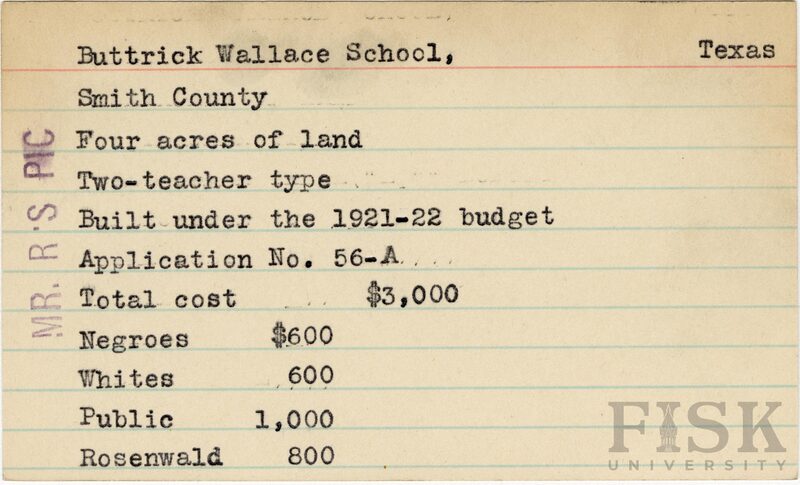 Buttrick Wallace School, Texas
Smith County
Four acres of land
Two-teacher type
Built under the 1921-22 budget
Application No. 56-A
Total cost $3,000
Negroes $600
Whites 600
Public 1,000
Rosenwald 800
MR. R'S PIC
FISK
UNIVERSITY